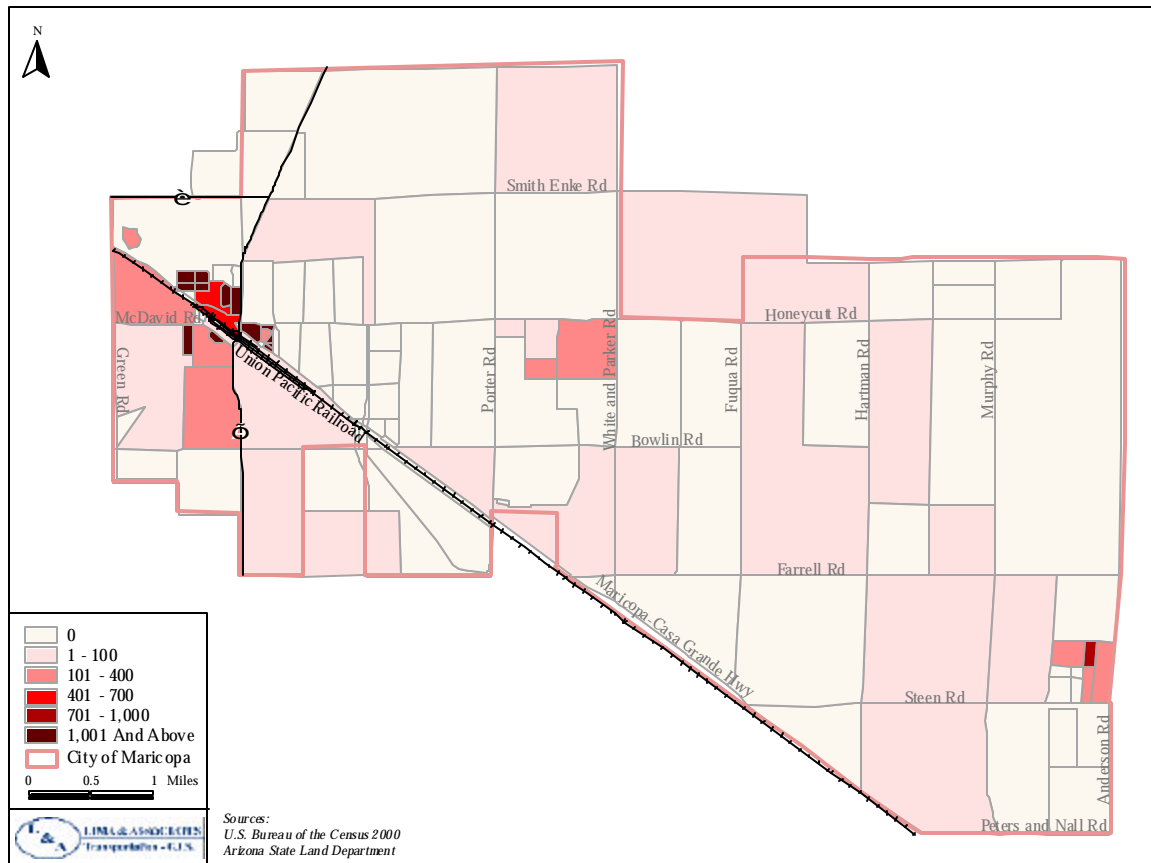 N
Smith Enke Rd
è
McDavid Rd
Honeycutt Rd
Green Rd
Union Pacific Railroad
Porter Rd
White and Parker Rd
Fuqua Rd
Hartman Rd
Murphy Rd
õ
Bowlin Rd
Farrell Rd
Maricopa-Casa Grande Hwy
Steen Rd
Anderson Rd
Peters and Nall Rd
0
1 - 100
101 - 400
401 - 700
701 - 1,000
1,001 And Above
City of Maricopa
0 0.5 1 Miles
L & A
LIMA & ASSOCIATES
Transportation - G.I.S.
Sources:
U.S. Bureau of the Census 2000
Arizona State Land Department